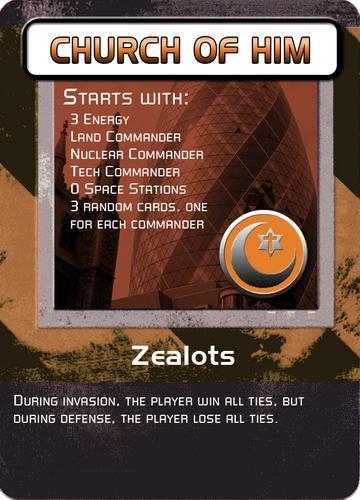 CHURCH OF HIM
STARTS WITH:
3 ENERGY
LAND COMMANDER
NUCLEAR COMMANDER
TECH COMMANDER
0 SPACE STATIONS
3 RANDOM CARDS, ONE
FOR EACH COMMANDER
Zealots
DURING INVASION, THE PLAYER WIN ALL TIES, BUT
DURING DEFENSE, THE PLAYER LOSE ALL TIES.